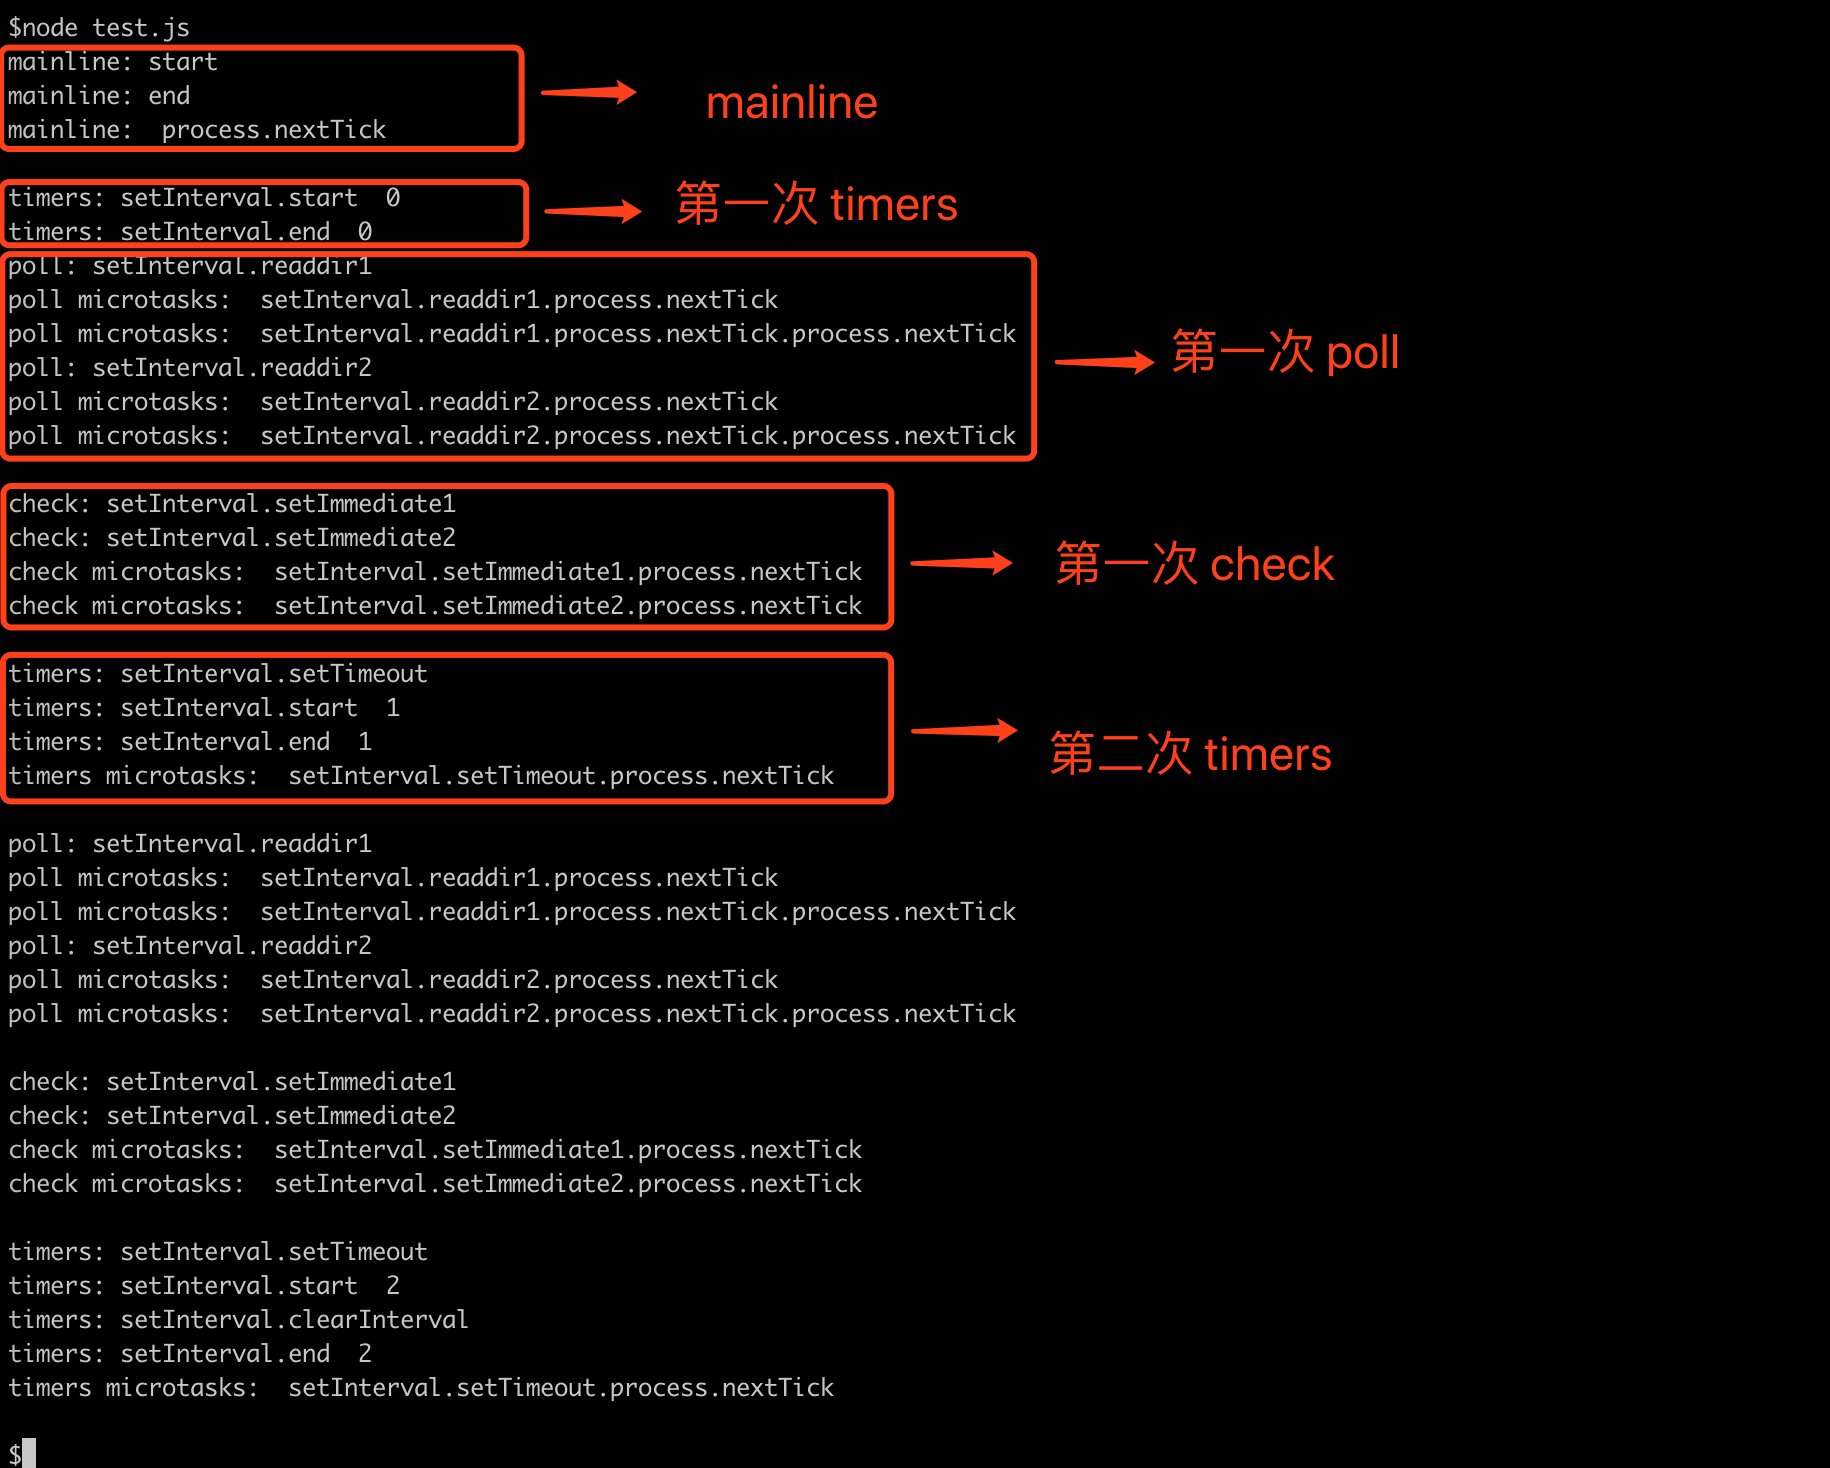 $node test.js
mainline: start
mainline: end
mainline:  process.nextTick
mainline
timers: setInterval.start  0
timers: setInterval.end  0
第一次 timers
poll: setInterval.readdir1
poll microtasks:  setInterval.readdir1.process.nextTick
poll microtasks:  setInterval.readdir1.process.nextTick.process.nextTick
poll: setInterval.readdir2
poll microtasks:  setInterval.readdir2.process.nextTick
poll microtasks:  setInterval.readdir2.process.nextTick.process.nextTick
第一次 poll
check: setInterval.setImmediate1
check: setInterval.setImmediate2
check microtasks:  setInterval.setImmediate1.process.nextTick
check microtasks:  setInterval.setImmediate2.process.nextTick
第一次 check
timers: setInterval.setTimeout
timers: setInterval.start  1
timers: setInterval.end  1
timers microtasks:  setInterval.setTimeout.process.nextTick
第二次 timers
poll: setInterval.readdir1
poll microtasks:  setInterval.readdir1.process.nextTick
poll microtasks:  setInterval.readdir1.process.nextTick.process.nextTick
poll: setInterval.readdir2
poll microtasks:  setInterval.readdir2.process.nextTick
poll microtasks:  setInterval.readdir2.process.nextTick.process.nextTick
check: setInterval.setImmediate1
check: setInterval.setImmediate2
check microtasks:  setInterval.setImmediate1.process.nextTick
check microtasks:  setInterval.setImmediate2.process.nextTick
timers: setInterval.setTimeout
timers: setInterval.start  2
timers: setInterval.clearInterval
timers: setInterval.end  2
timers microtasks:  setInterval.setTimeout.process.nextTick
$